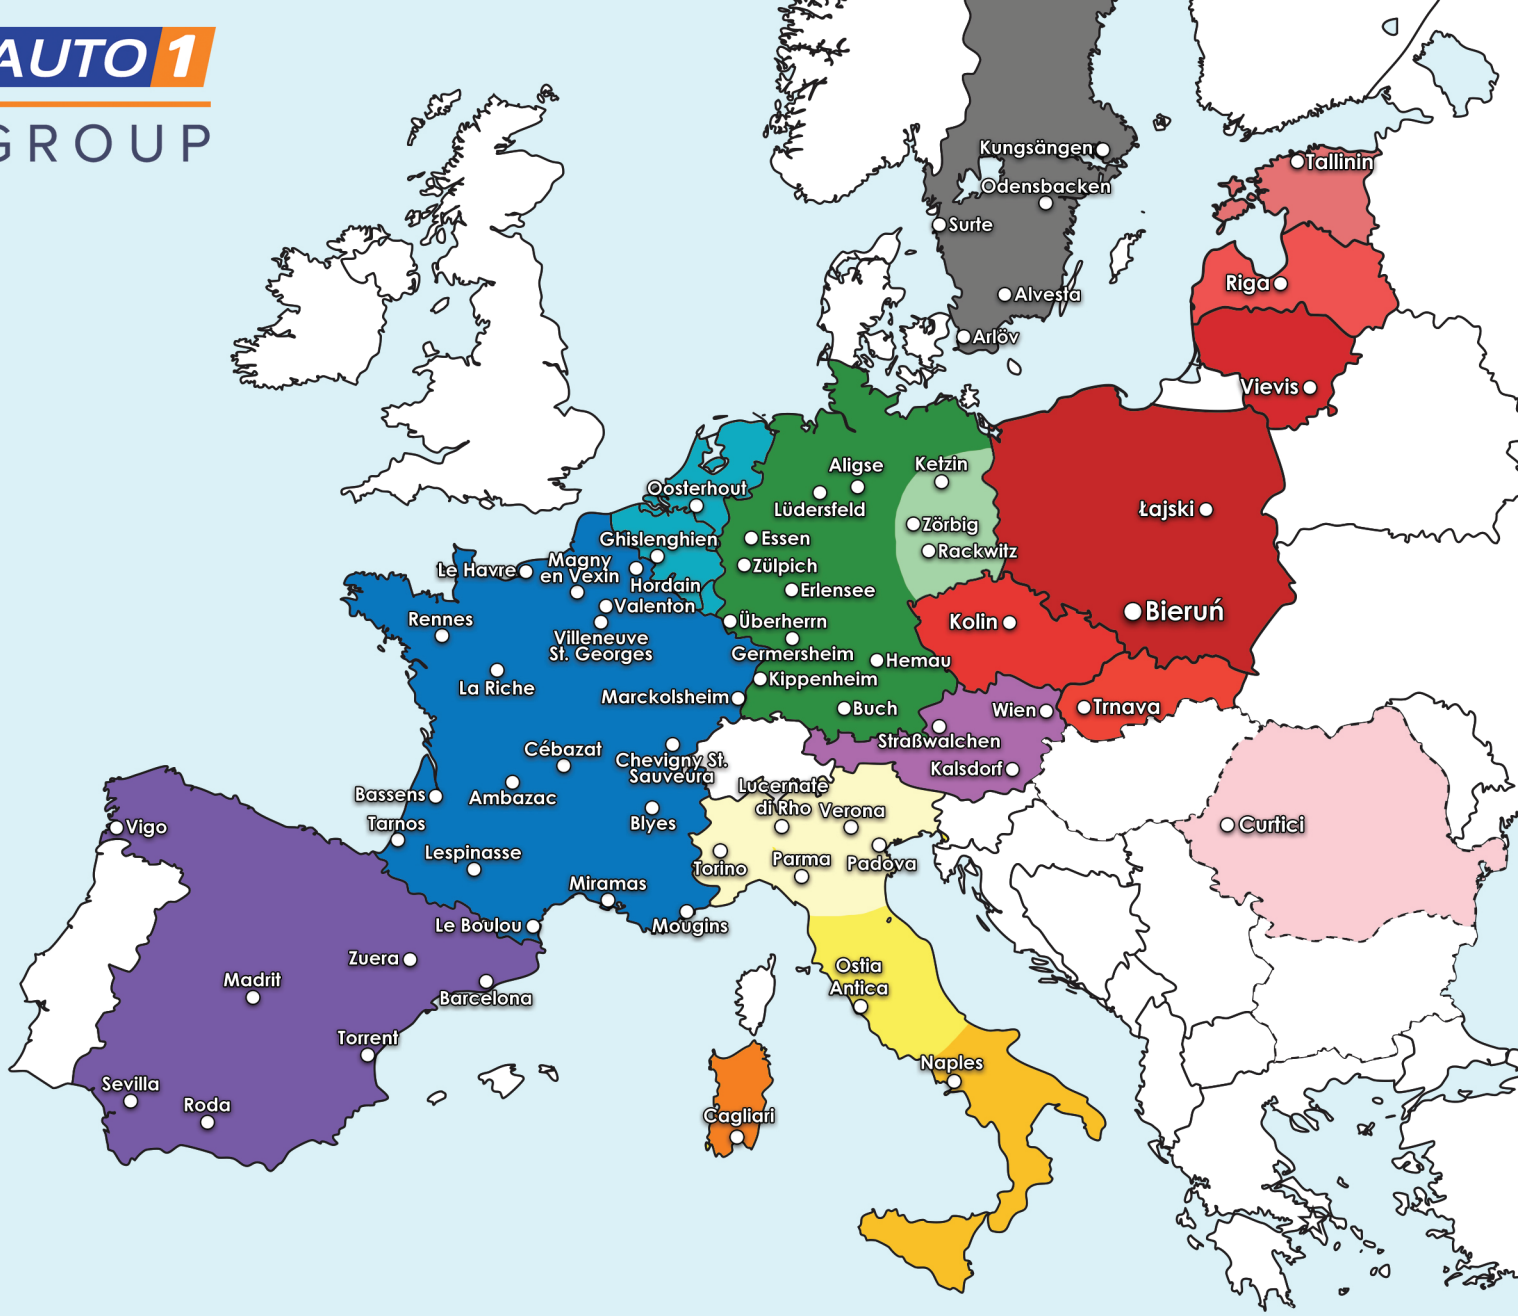 AUTO1
GROUP
Kungsängen
Tallinin
Odensbacken
Surte
Riga
Alvesta
Arlöv
Vievis
Aligse
Ketzin
Oosterhout
Lüdersfeld
Łajski
Zörbig
Essen
Ghislenghien
Rackwitz
Magny
en Vexin
Le Havre
Zülpich
Hordain
Erlensee
Valenton
Bieruń
Rennes
Überherrn
Kolin
Villeneuve
St. Georges
Germersheim
Hemau
Kippenheim
La Riche
Marckolsheim
Buch
Wien
Trnava
Straßwalchen
Cébazat
Chevigny St.
Sauveura
Kalsdorf
Lucernate
di Rho
Bassens
Ambazac
Verona
Tarnos
Blyes
Vigo
Curtici
Lespinasse
Torino
Parma
Padova
Miramas
Le Boulou
Mougins
Zuera
Ostia
Antica
Madrit
Barcelona
Torrent
Naples
Sevilla
Roda
Cagliari